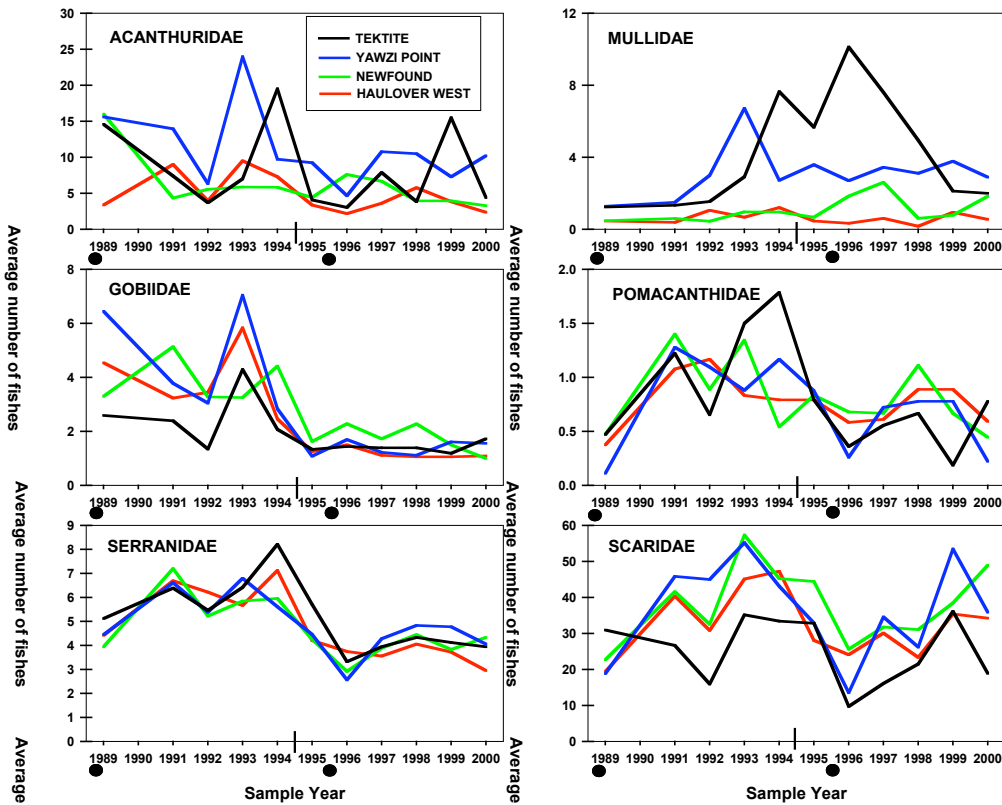 ACANTHURIDAE
TEKTITE
YAWZI POINT
NEWFOUND
HAULOVER WEST
30
25
20
15
10
5
0
1989 1990 1991 1992 1993 1994 1995 1996 1997 1998 1999 2000
Average number of fishes
MULLIDAE
12
8
4
0
1989 1990 1991 1992 1993 1994 1995 1996 1997 1998 1999 2000
Average number of fishes
GOBIIDAE
8
6
4
2
0
1989 1990 1991 1992 1993 1994 1995 1996 1997 1998 1999 2000
Average number of fishes
POMACANTHIDAE
2.0
1.5
1.0
0.5
0.0
1989 1990 1991 1992 1993 1994 1995 1996 1997 1998 1999 2000
Average number of fishes
SERRANIDAE
9
8
7
6
5
4
3
2
1
0
1989 1990 1991 1992 1993 1994 1995 1996 1997 1998 1999 2000
Average
Sample Year
SCARIDAE
60
50
40
30
20
10
0
1989 1990 1991 1992 1993 1994 1995 1996 1997 1998 1999 2000
Average
Sample Year